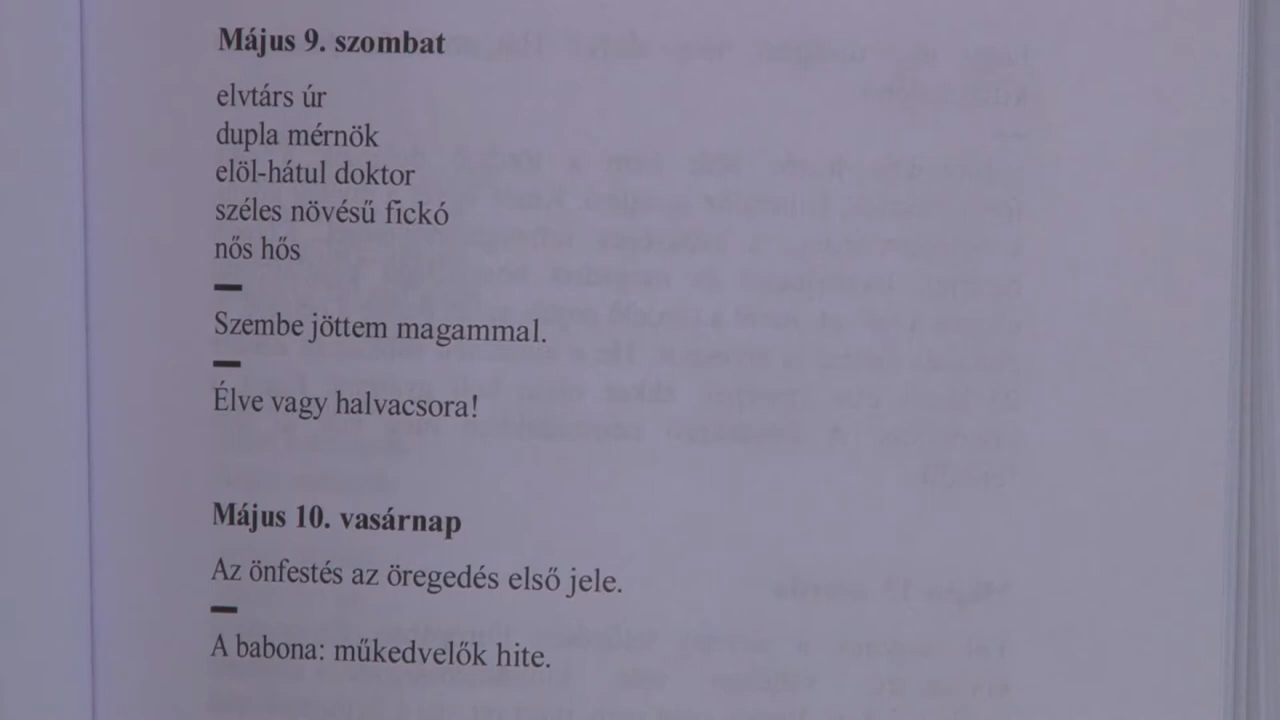 Május 9. szombat
elvtárs úr
dupla mérnök
elöl-hátul doktor
széles növésű fickó
nős hős
Szembe jöttem magammal.
Élve vagy halvacsora!
Május 10. vasárnap
Az önfestés az öregedés első jele.
A babona: műkedvelők hite.